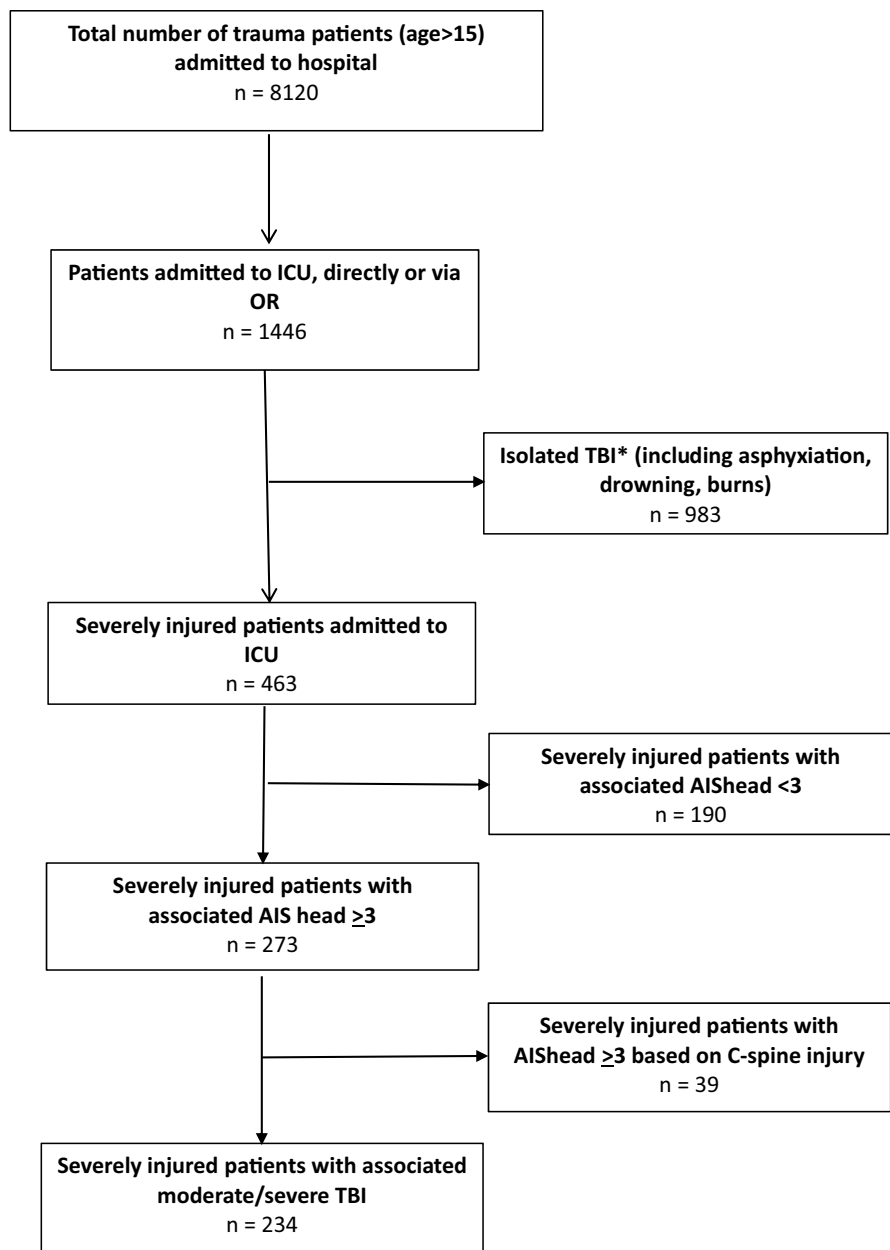 Total number of trauma patients (age>15)
admitted to hospital
n = 8120
Patients admitted to ICU, directly or via
OR
n = 1446
Isolated TBI* (including asphyxiation,
drowning, burns)
n = 983
Severely injured patients admitted to
ICU
n = 463
Severely injured patients with
associated AIShead <3
n = 190
Severely injured patients with
associated AIS head ≥3
n = 273
Severely injured patients with
AIShead ≥3 based on C-spine injury
n = 39
Severely injured patients with associated
moderate/severe TBI
n = 234